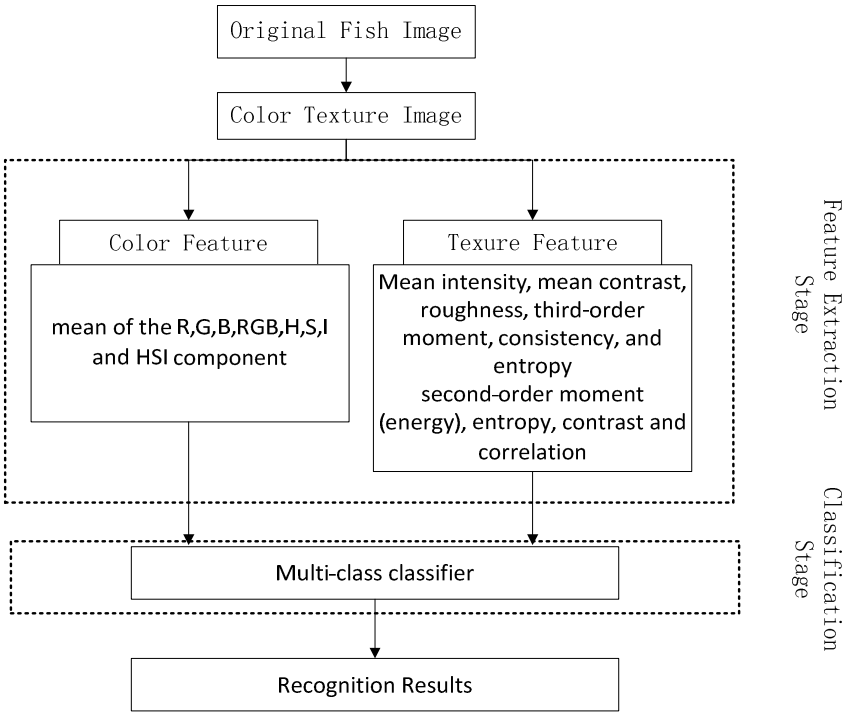 Original Fish Image
Color Texture Image
Color Feature
mean of the R,G,B,RGB,H,S,I
and HSI component
Texure Feature
Mean intensity, mean contrast,
roughness, third-order
moment, consistency, and
entropy
second-order moment
(energy), entropy, contrast and
correlation
Feature Extraction
Stage
Multi-class classifier
Classification
Stage
Recognition Results